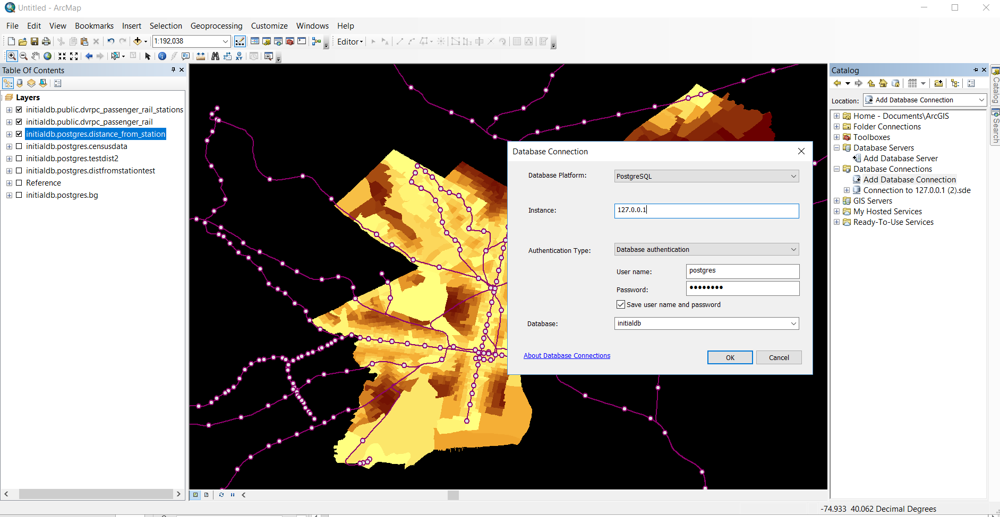 Untitled - ArcMap
File Edit View Bookmarks Insert Selection Geoprocessing Customize Windows Help
1:192,038
Editor
XY
Table Of Contents
Layers
initialdb.public.dvrpc_passenger_rail_stations
initialdb.public.dvrpc_passenger_rail
initialdb.postgres.distance_from_station
initialdb.postgres.censusdata
initialdb.postgres.testdist2
initialdb.postgres.distfromstationtest
Reference
initialdb.postgres.bg
Database Connection
Database Platform: PostgreSQL
Instance: 127.0.0.1
Authentication Type: Database authentication
User name: postgres
Password: ••••••••
Save user name and password
Database: initialdb
About Database Connections
OK Cancel
Catalog
Location: Add Database Connection
Home - Documents\ArcGIS
Folder Connections
Toolboxes
Database Servers
Add Database Server
Database Connections
Add Database Connection
Connection to 127.0.0.1 (2).sde
GIS Servers
My Hosted Services
Ready-To-Use Services
Catalog
Search
-74.933 40.062 Decimal Degrees